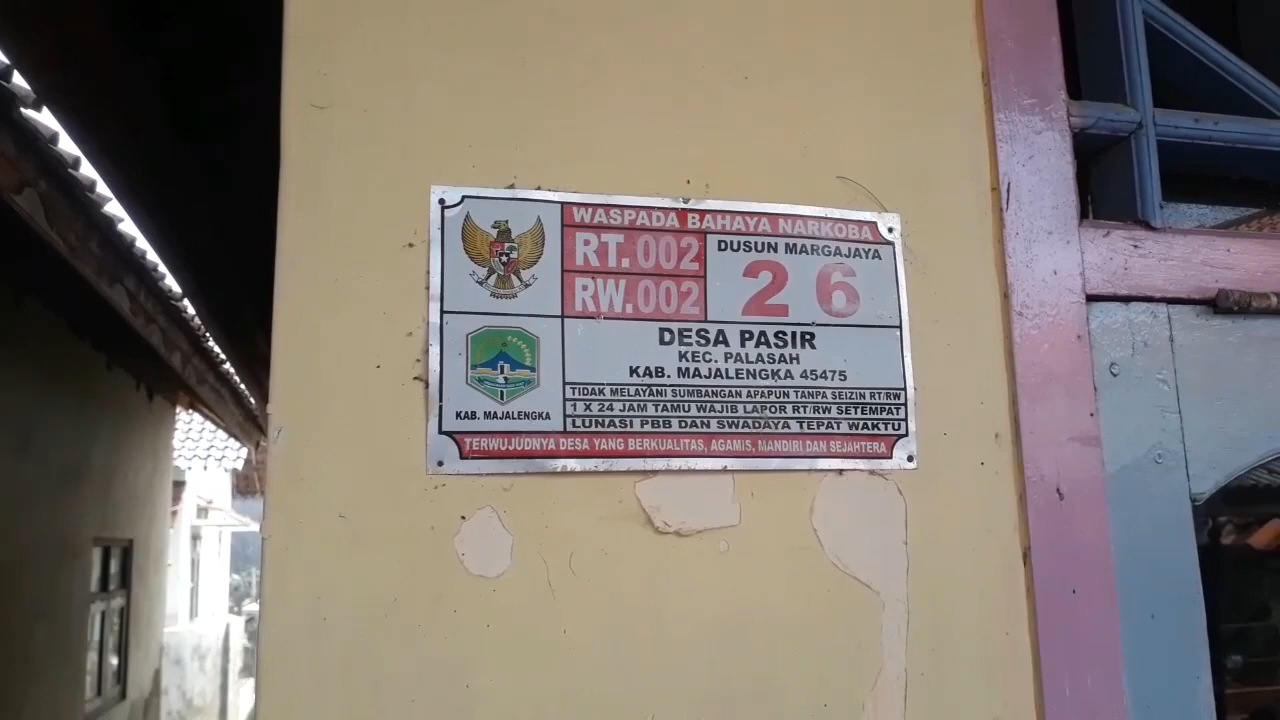 WASPADA BAHAYA NARKOBA
RT.002
RW.002
DUSUN MARGAJAYA
2 6
DESA PASIR
KEC. PALASAH
KAB. MAJALENGKA 45475
KAB. MAJALENGKA
TIDAK MELAYANI SUMBANGAN APAPUN TANPA SEIZIN RT/RW
1 X 24 JAM TAMU WAJIB LAPOR RT/RW SETEMPAT
LUNASI PBB DAN SWADAYA TEPAT WAKTU
TERWUJUDNYA DESA YANG BERKUALITAS, AGAMIS, MANDIRI DAN SEJAHTERA